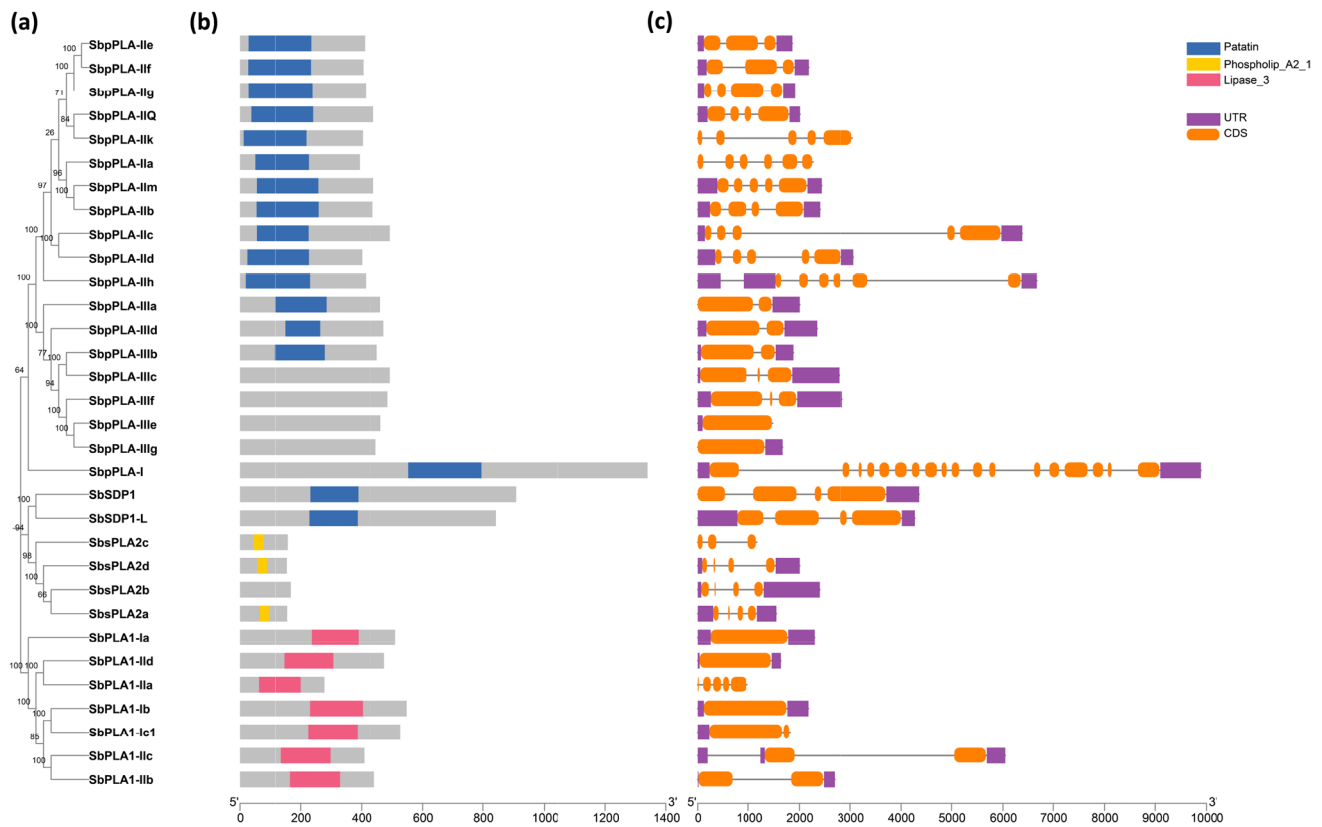 (a)
(b)
(c)
SbpPLA-IIe
SbpPLA-IIf
SbpPLA-IIg
SbpPLA-IIQ
SbpPLA-IIk
SbpPLA-IIa
SbpPLA-IIm
SbpPLA-IIb
SbpPLA-IIc
SbpPLA-IId
SbpPLA-IIh
SbpPLA-IIIa
SbpPLA-IIId
SbpPLA-IIIb
SbpPLA-IIIc
SbpPLA-IIIf
SbpPLA-IIIe
SbpPLA-IIIg
SbpPLA-I
SbSDP1
SbSDP1-L
SbsPLA2c
SbsPLA2d
SbsPLA2b
SbsPLA2a
SbPLA1-Ia
SbPLA1-IId
SbPLA1-IIa
SbPLA1-Ib
SbPLA1-Ic1
SbPLA1-IIc
SbPLA1-IIb
100
100
71
84
26
96
100
97
100
100
100
100
77
100
94
100
100
64
100
94
98
100
66
100
100
100
100
85
100
5'
3'
0
200
400
600
800
1000
1200
1400
5'
3'
0
1000
2000
3000
4000
5000
6000
7000
8000
9000
10000
Patatin
Phospholip_A2_1
Lipase_3
UTR
CDS